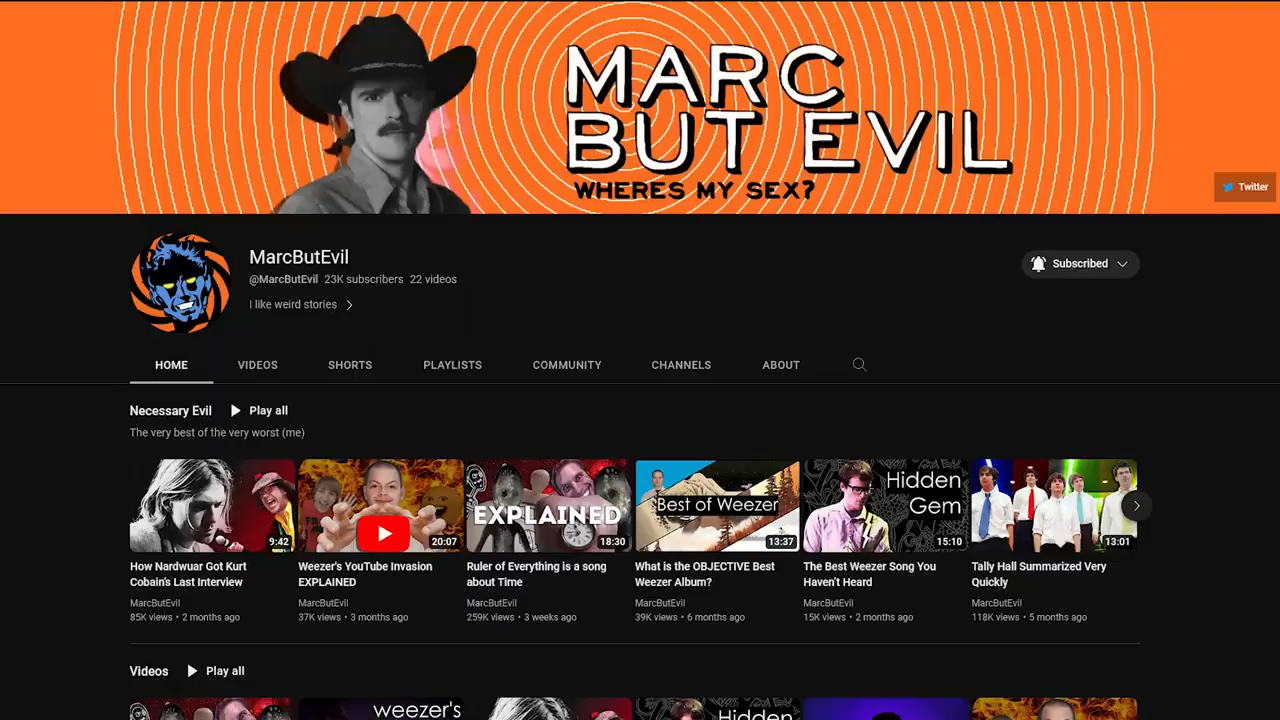 MARC
BUT EVIL
WHERES MY SEX?
Twitter
MarcButEvil
@MarcButEvil 23K subscribers 22 videos
I like weird stories
Subscribed
HOME VIDEOS SHORTS PLAYLISTS COMMUNITY CHANNELS ABOUT
Necessary Evil Play all
The very best of the very worst (me)
EXPLAINED
Best of Weezer
Hidden
Gem
9:42 20:07 18:30 13:37 15:10 13:01
How Nardwuar Got Kurt
Cobain's Last Interview
MarcButEvil
85K views • 2 months ago
Weezer's YouTube Invasion
EXPLAINED
MarcButEvil
37K views • 3 months ago
Ruler of Everything is a song
about Time
MarcButEvil
259K views • 3 weeks ago
What is the OBJECTIVE Best
Weezer Album?
MarcButEvil
39K views • 6 months ago
The Best Weezer Song You
Haven't Heard
MarcButEvil
15K views • 2 months ago
Tally Hall Summarized Very
Quickly
MarcButEvil
118K views • 5 months ago
Videos Play all
weezer's
Hidden